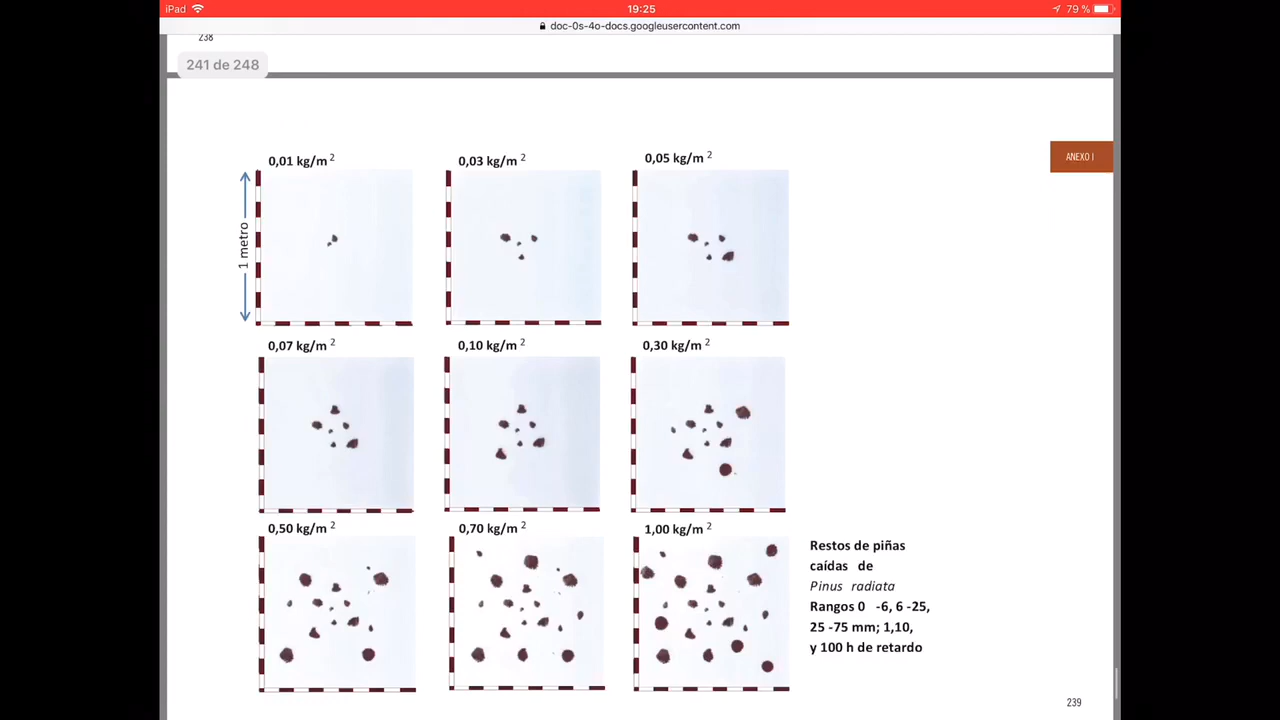 iPad 19:25 79 %
doc-0s-4o-docs.googleusercontent.com
238
241 de 248
ANEXO I
0,01 kg/m 2 0,03 kg/m 2 0,05 kg/m 2
1 metro
0,07 kg/m 2 0,10 kg/m 2 0,30 kg/m 2
0,50 kg/m 2 0,70 kg/m 2 1,00 kg/m 2
Restos de piñas
caídas de
Pinus radiata
Rangos 0 -6, 6 -25,
25 -75 mm; 1,10,
y 100 h de retardo
239